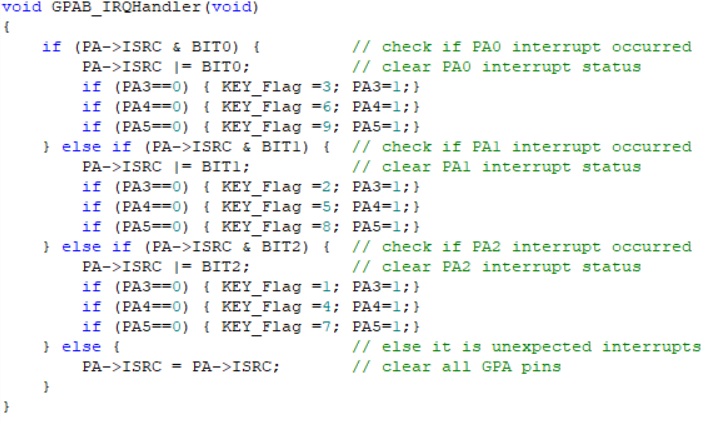 void GPAB_IRQHandler(void)
{
    if (PA->ISRC & BIT0) {         // check if PA0 interrupt occurred
        PA->ISRC |= BIT0;          // clear PA0 interrupt status
        if (PA3==0) { KEY_Flag =3; PA3=1;}
        if (PA4==0) { KEY_Flag =6; PA4=1;}
        if (PA5==0) { KEY_Flag =9; PA5=1;}
    } else if (PA->ISRC & BIT1) {  // check if PA1 interrupt occurred
        PA->ISRC |= BIT1;          // clear PA1 interrupt status
        if (PA3==0) { KEY_Flag =2; PA3=1;}
        if (PA4==0) { KEY_Flag =5; PA4=1;}
        if (PA5==0) { KEY_Flag =8; PA5=1;}
    } else if (PA->ISRC & BIT2) {  // check if PA2 interrupt occurred
        PA->ISRC |= BIT2;          // clear PA2 interrupt status
        if (PA3==0) { KEY_Flag =1; PA3=1;}
        if (PA4==0) { KEY_Flag =4; PA4=1;}
        if (PA5==0) { KEY_Flag =7; PA5=1;}
    } else {                       // else it is unexpected interrupts
        PA->ISRC = PA->ISRC;       // clear all GPA pins
    }
}